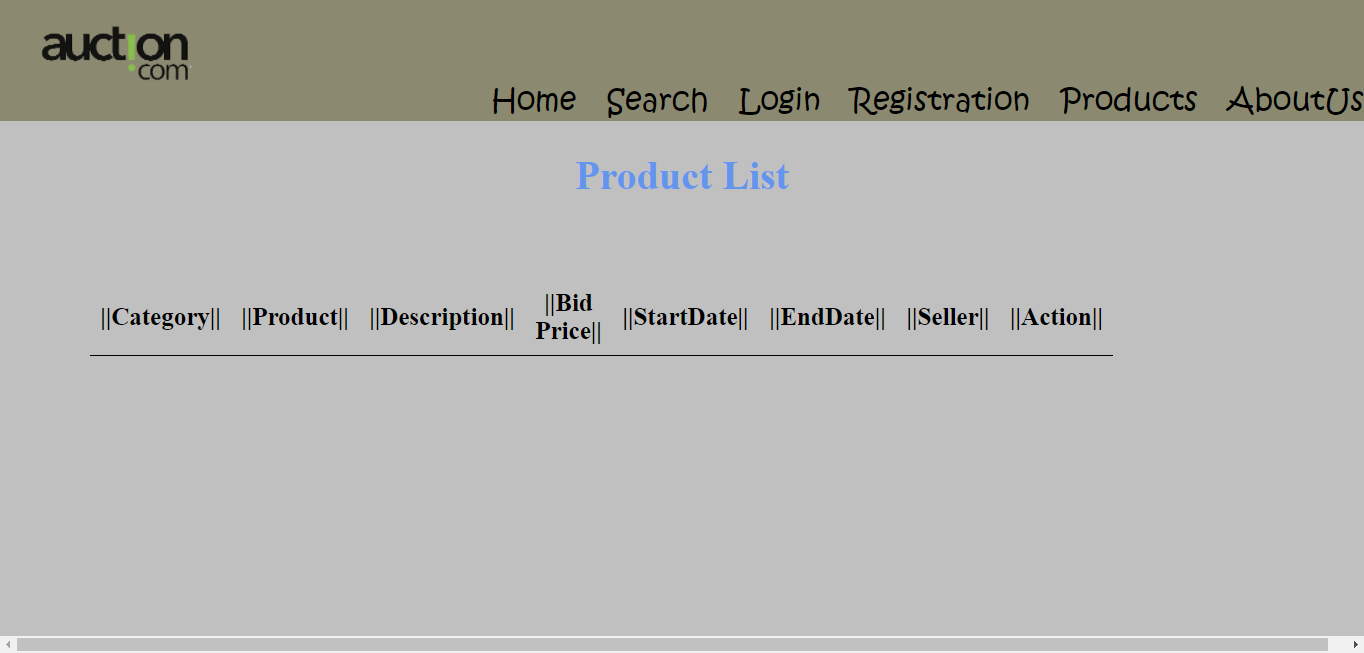 auction
.com
Home Search Login Registration Products AboutUs
Product List
||Category|| ||Product|| ||Description|| ||Bid Price|| ||StartDate|| ||EndDate|| ||Seller|| ||Action||